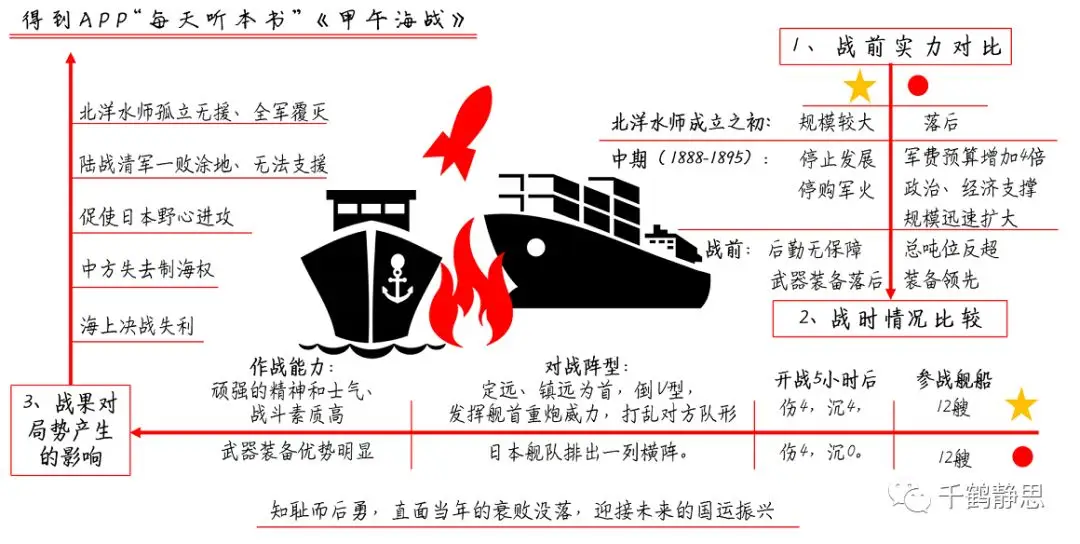 得到APP“每天听本书”《甲午海战》
1、战前实力对比
北洋水师成立之初: 规模较大 落后
中期(1888-1895): 停止发展 军费预算增加4倍
停购军火 政治、经济支撑
规模迅速扩大
战前: 后勤无保障 总吨位反超
武器装备落后 装备领先
2、战时情况比较
参战舰船 开战5小时后 对战阵型: 作战能力:
12艘 伤4,沉4, 定远、镇远为首,倒V型, 顽强的精神和士气、
发挥舰首重炮威力,打乱对方队形 战斗素质高
12艘 伤4,沉0。 日本舰队排出一列横阵。 武器装备优势明显
3、战果对
局势产生
的影响
海上决战失利
中方失去制海权
促使日本野心进攻
陆战清军一败涂地、无法支援
北洋水师孤立无援、全军覆灭
知耻而后勇,直面当年的衰败没落,迎接未来的国运振兴
千鹤静思